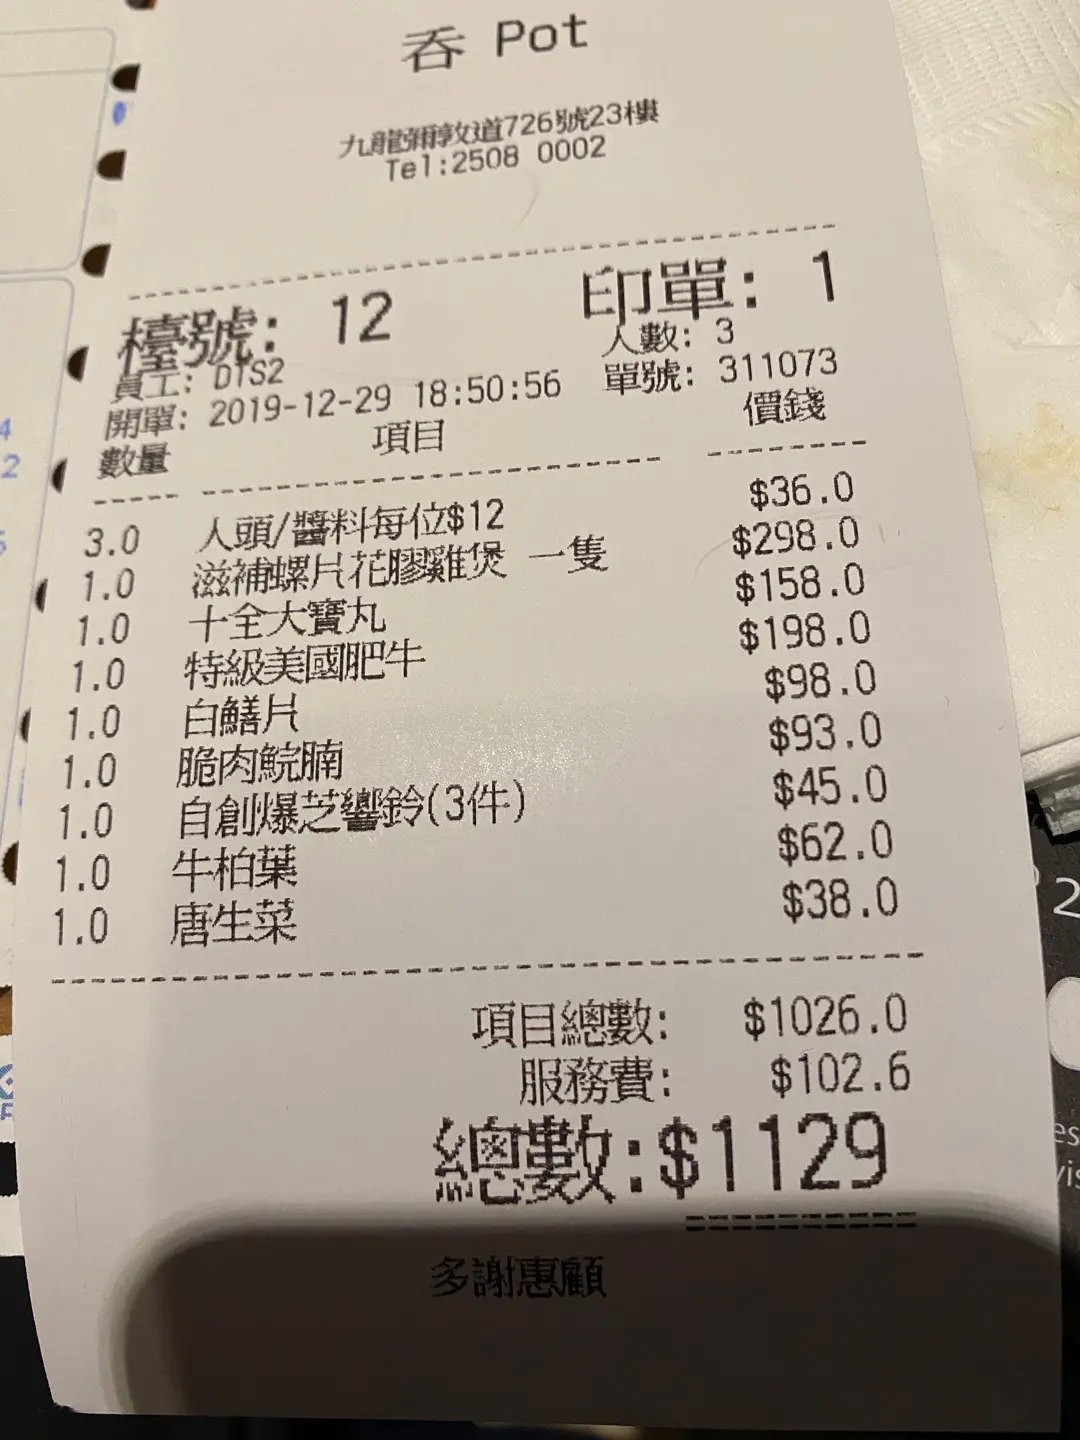 吞 Pot
九龍彌敦道726號23樓
Tel:2508 0002
檯號: 12 印單: 1
員工: DTS2 人數: 3
開單: 2019-12-29 18:50:56 單號: 311073
數量 項目 價錢
3.0 人頭/醬料每位$12 $36.0
1.0 滋補螺片花膠雞煲 一隻 $298.0
1.0 十全大寶丸 $158.0
1.0 特級美國肥牛 $198.0
1.0 白鱔片 $98.0
1.0 脆肉鯇腩 $93.0
1.0 自創爆芝響鈴(3件) $45.0
1.0 牛柏葉 $62.0
1.0 唐生菜 $38.0
項目總數: $1026.0
服務費: $102.6
總數:$1129
多謝惠顧